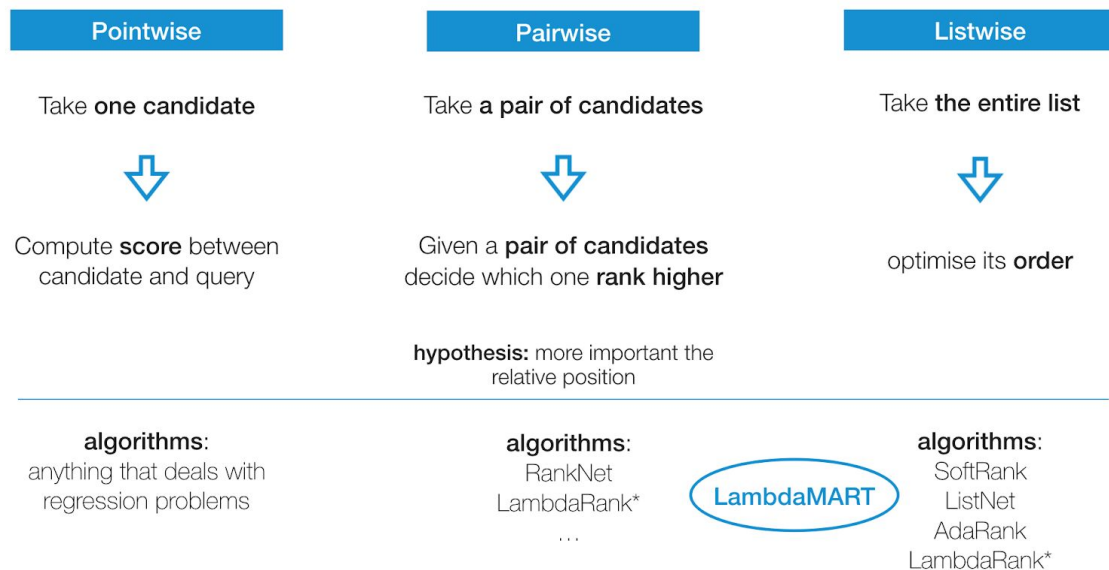 Pointwise
Take one candidate
Compute score between
candidate and query
algorithms:
anything that deals with
regression problems
Pairwise
Take a pair of candidates
Given a pair of candidates
decide which one rank higher
hypothesis: more important the
relative position
algorithms:
RankNet
LambdaRank*
...
LambdaMART
Listwise
Take the entire list
optimise its order
algorithms:
SoftRank
ListNet
AdaRank
LambdaRank*